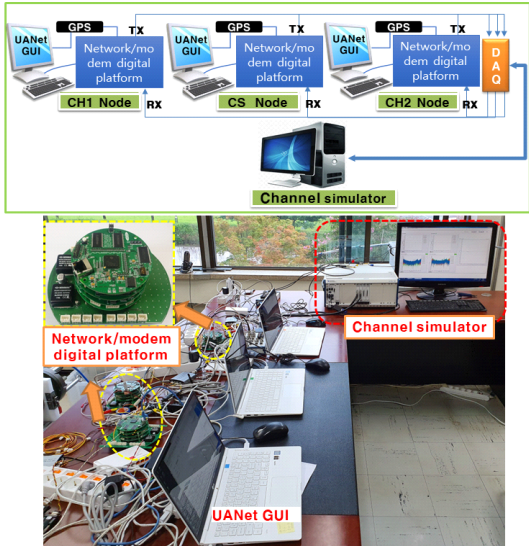 UANet
GUI
GPS
TX
Network/mo
dem digital
platform
CH1 Node
RX
UANet
GUI
GPS
TX
Network/mo
dem digital
platform
CS Node
RX
UANet
GUI
GPS
TX
Network/mo
dem digital
platform
CH2 Node
RX
D
A
Q
Channel simulator
Network/modem
digital platform
Channel simulator
UANet GUI